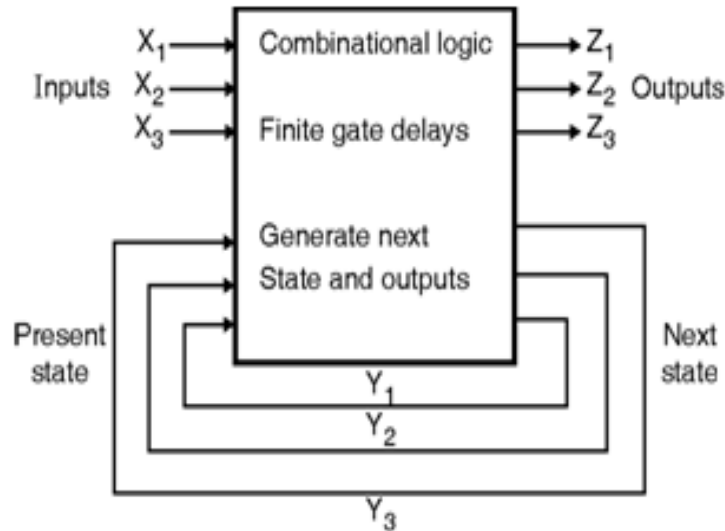 X1 Combinational logic Z1
Inputs X2 Z2 Outputs
X3 Finite gate delays Z3
Generate next
State and outputs
Present state
Next state
Y1
Y2
Y3